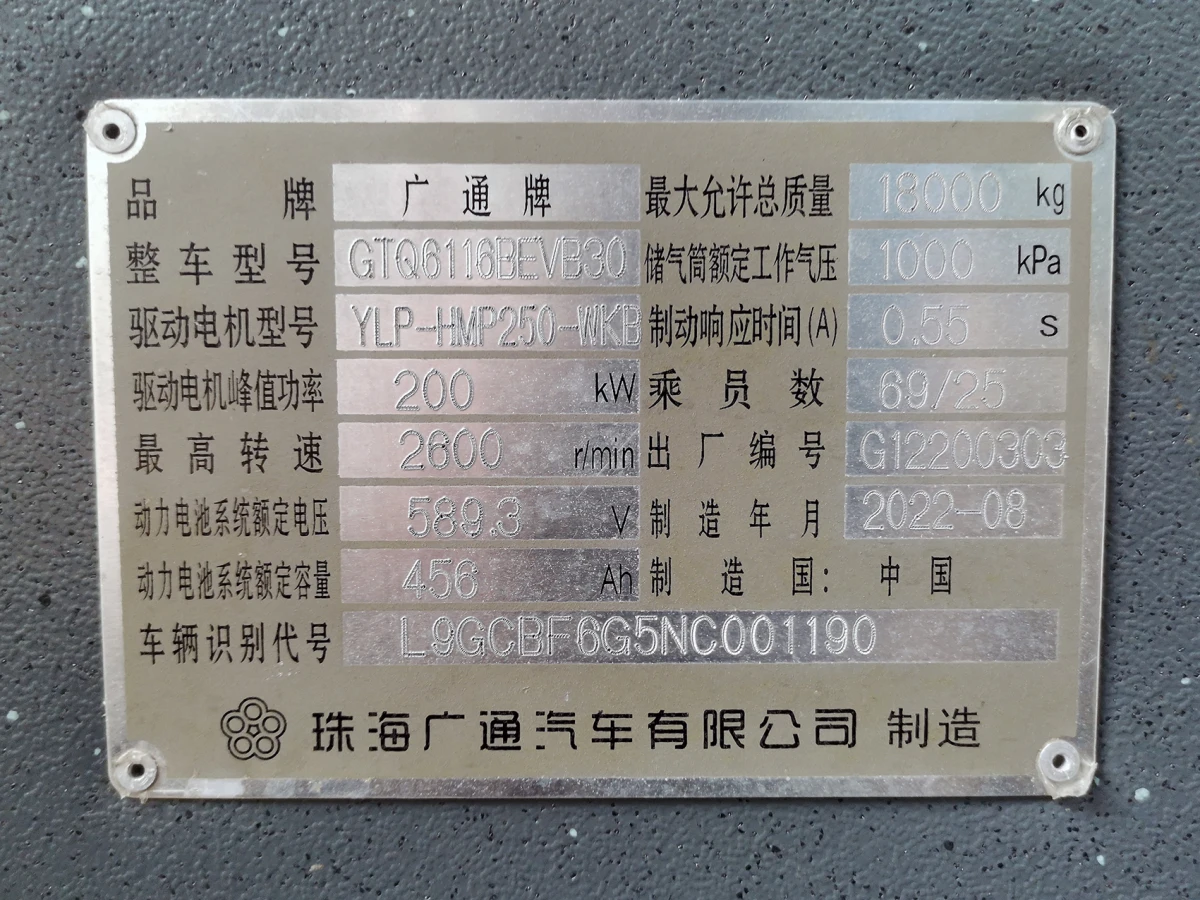 品牌 广通牌 最大允许总质量 18000 kg
整车型号 GTQ6116BEVB30 储气筒额定工作气压 1000 kPa
驱动电机型号 YLP-HMP250-WKB 制动响应时间(A) 0.55 S
驱动电机峰值功率 200 kW 乘员数 69/25
最高转速 2600 r/min 出厂编号 G12200303
动力电池系统额定电压 589.3 V 制造年月 2022-08
动力电池系统额定容量 456 Ah 制造国: 中国
车辆识别代号 L9GCBF6G5NC001190
珠海广通汽车有限公司 制造